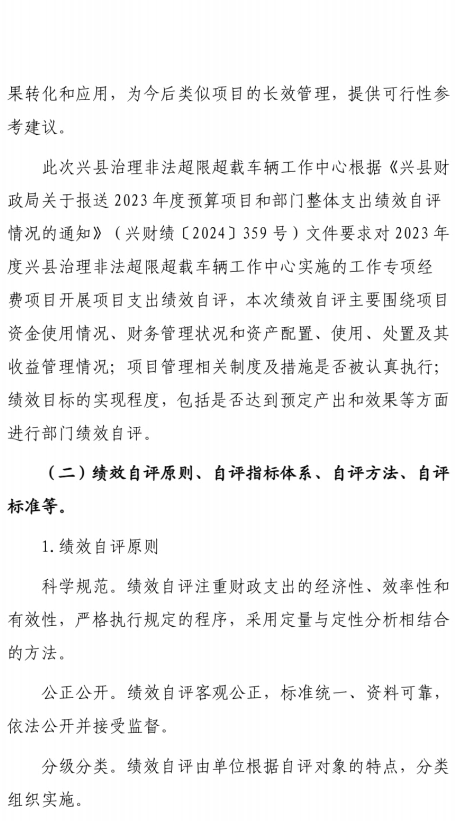 果转化和应用，为今后类似项目的长效管理，提供可行性参
考建议。
此次兴县治理非法超限超载车辆工作中心根据《兴县财
政局关于报送 2023 年度预算项目和部门整体支出绩效自评
情况的通知》（兴财绩〔2024〕359 号）文件要求对 2023 年
度兴县治理非法超限超载车辆工作中心实施的工作专项经
费项目开展项目支出绩效自评，本次绩效自评主要围绕项目
资金使用情况、财务管理状况和资产配置、使用、处置及其
收益管理情况；项目管理相关制度及措施是否被认真执行；
绩效目标的实现程度，包括是否达到预定产出和效果等方面
进行部门绩效自评。
（二）绩效自评原则、自评指标体系、自评方法、自评
标准等。
1.绩效自评原则
科学规范。绩效自评注重财政支出的经济性、效率性和
有效性，严格执行规定的程序，采用定量与定性分析相结合
的方法。
公正公开。绩效自评客观公正，标准统一、资料可靠，
依法公开并接受监督。
分级分类。绩效自评由单位根据自评对象的特点，分类
组织实施。